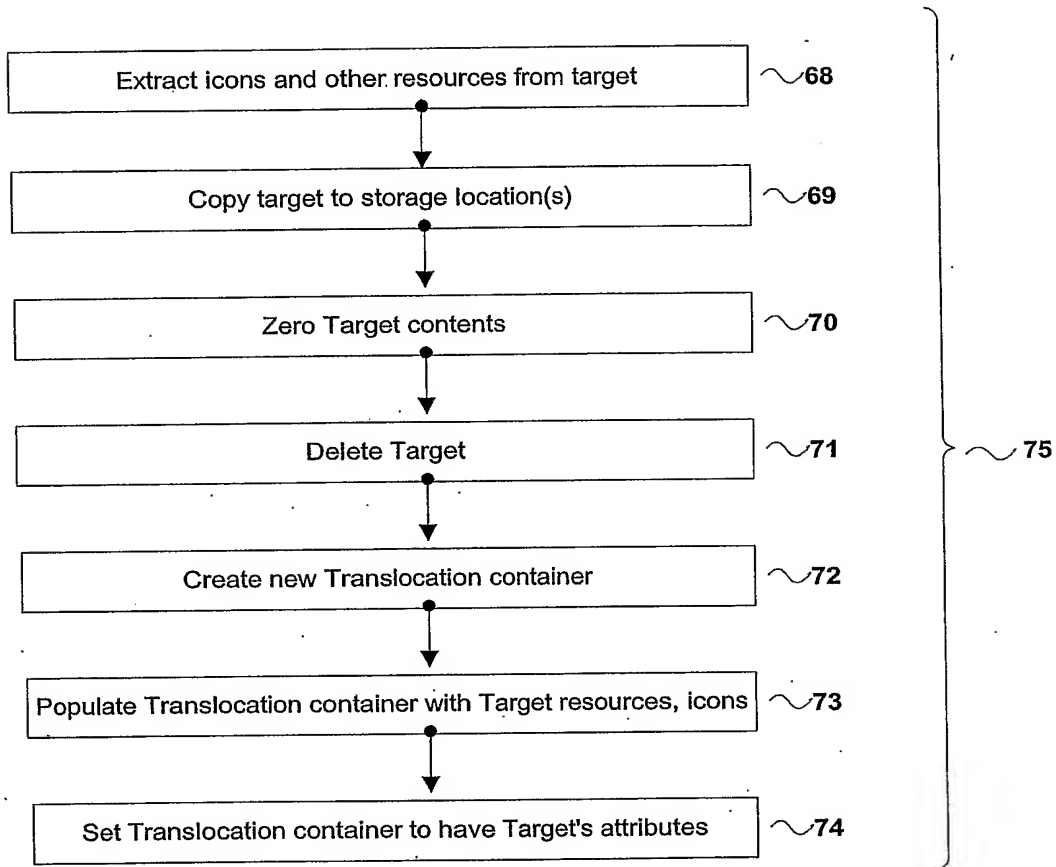 Extract icons and other resources from target 68
Copy target to storage location(s) 69
Zero Target contents 70
Delete Target 71
75
Create new Translocation container 72
Populate Translocation container with Target resources, icons 73
Set Translocation container to have Target's attributes 74